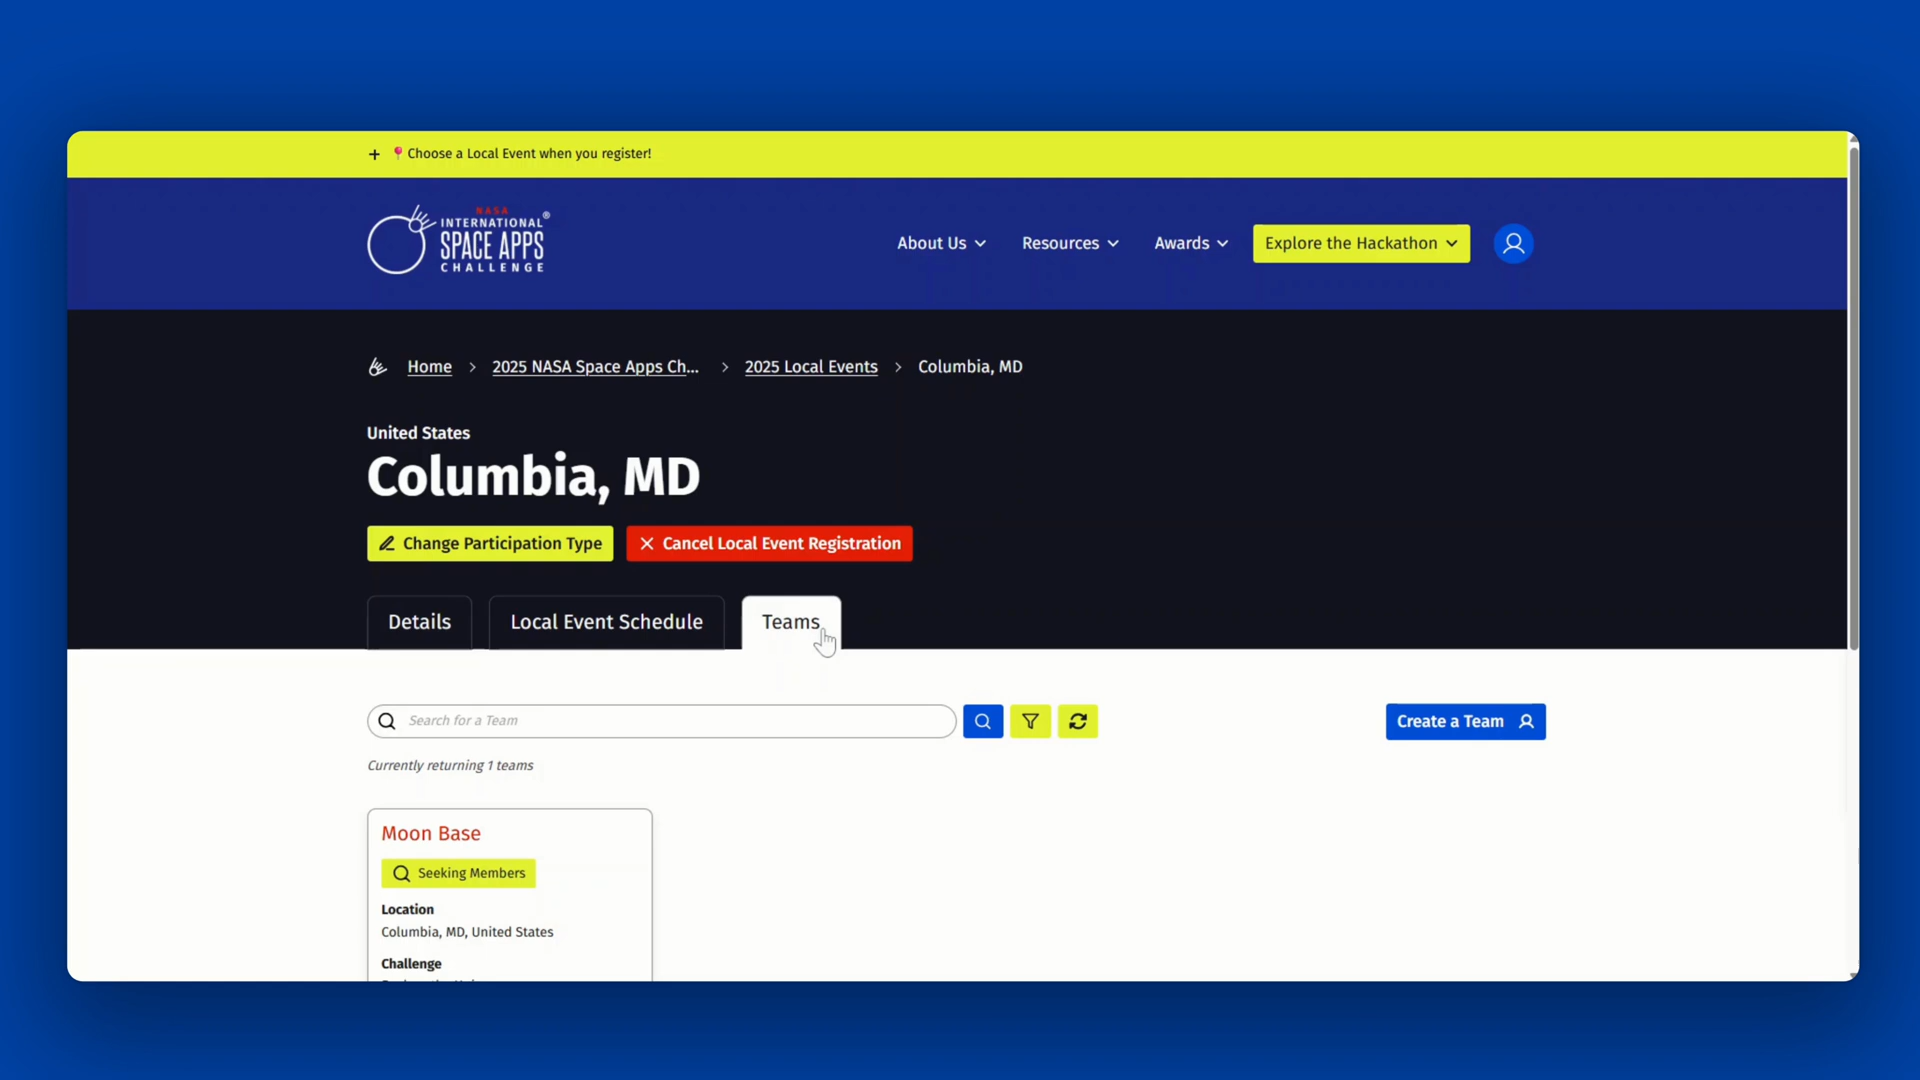 📍Choose a Local Event when you register!
NASA
INTERNATIONAL®
SPACE APPS
CHALLENGE
About Us
Resources
Awards
Explore the Hackathon
Home > 2025 NASA Space Apps Ch... > 2025 Local Events > Columbia, MD
United States
Columbia, MD
Change Participation Type
Cancel Local Event Registration
Details
Local Event Schedule
Teams
Search for a Team
Create a Team
Currently returning 1 teams
Moon Base
Seeking Members
Location
Columbia, MD, United States
Challenge